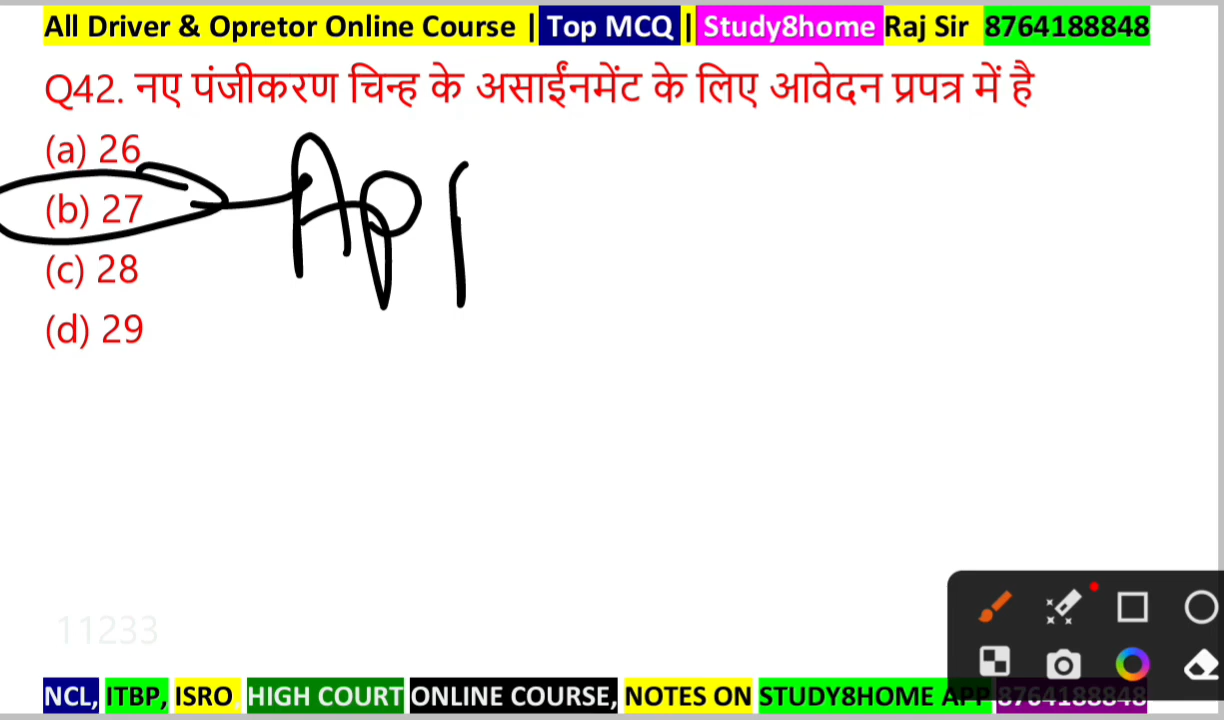 All Driver & Opretor Online Course | Top MCQ | Study8home Raj Sir 8764188848
Q42. नए पंजीकरण चिन्ह के असाईंनमेंट के लिए आवेदन प्रपत्र में है
(a) 26
(b) 27
(c) 28
(d) 29
Ap
11233
NCL, ITBP, ISRO HIGH COURT ONLINE COURSE, NOTES ON STUDY8HOME APP 8764188848